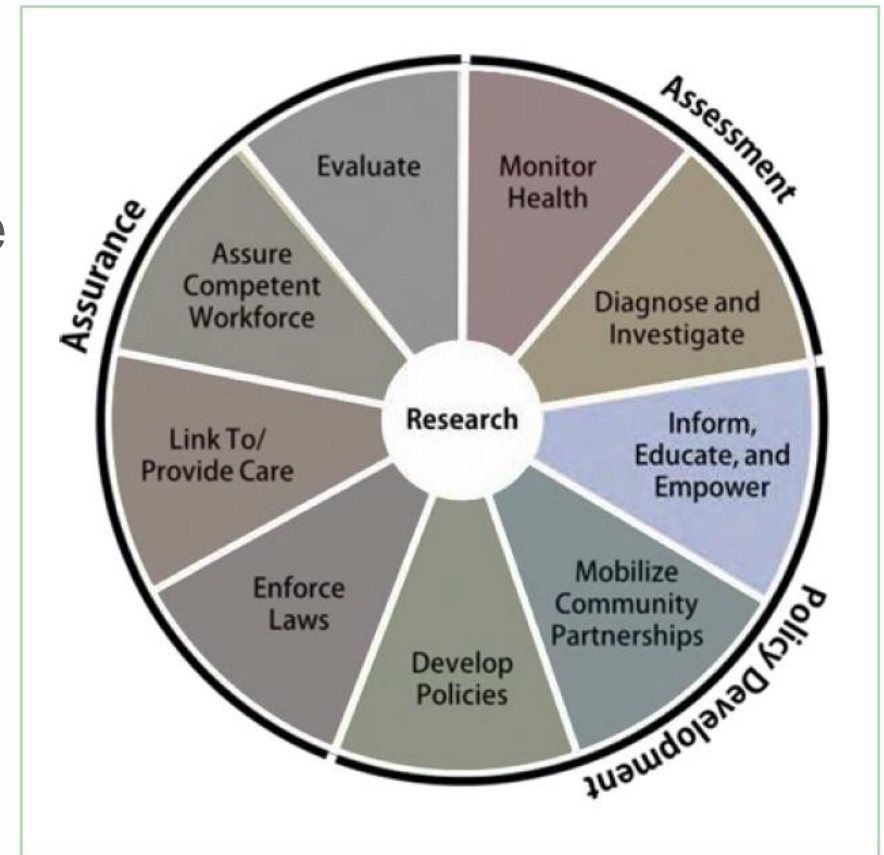 Assessment
Monitor
Health
Diagnose and
Investigate
Policy Development
Inform,
Educate, and
Empower
Mobilize
Community
Partnerships
Develop
Policies
Assurance
Enforce
Laws
Link To/
Provide Care
Assure
Competent
Workforce
Evaluate
Research
e